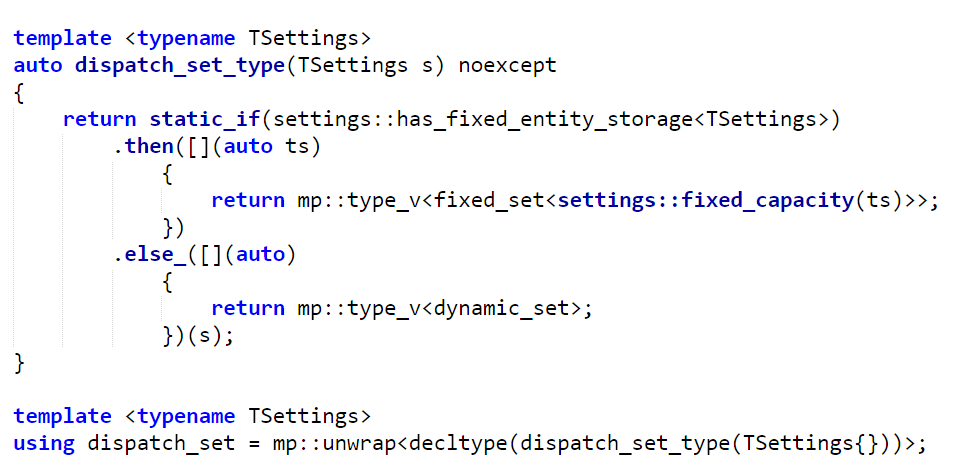 template <typename TSettings>
auto dispatch_set_type(TSettings s) noexcept
{
    return static_if(settings::has_fixed_entity_storage<TSettings>)
        .then([](auto ts)
            {
                return mp::type_v<fixed_set<settings::fixed_capacity(ts)>>;
            })
        .else_([](auto)
            {
                return mp::type_v<dynamic_set>;
            })(s);
}
template <typename TSettings>
using dispatch_set = mp::unwrap<decltype(dispatch_set_type(TSettings{}))>;